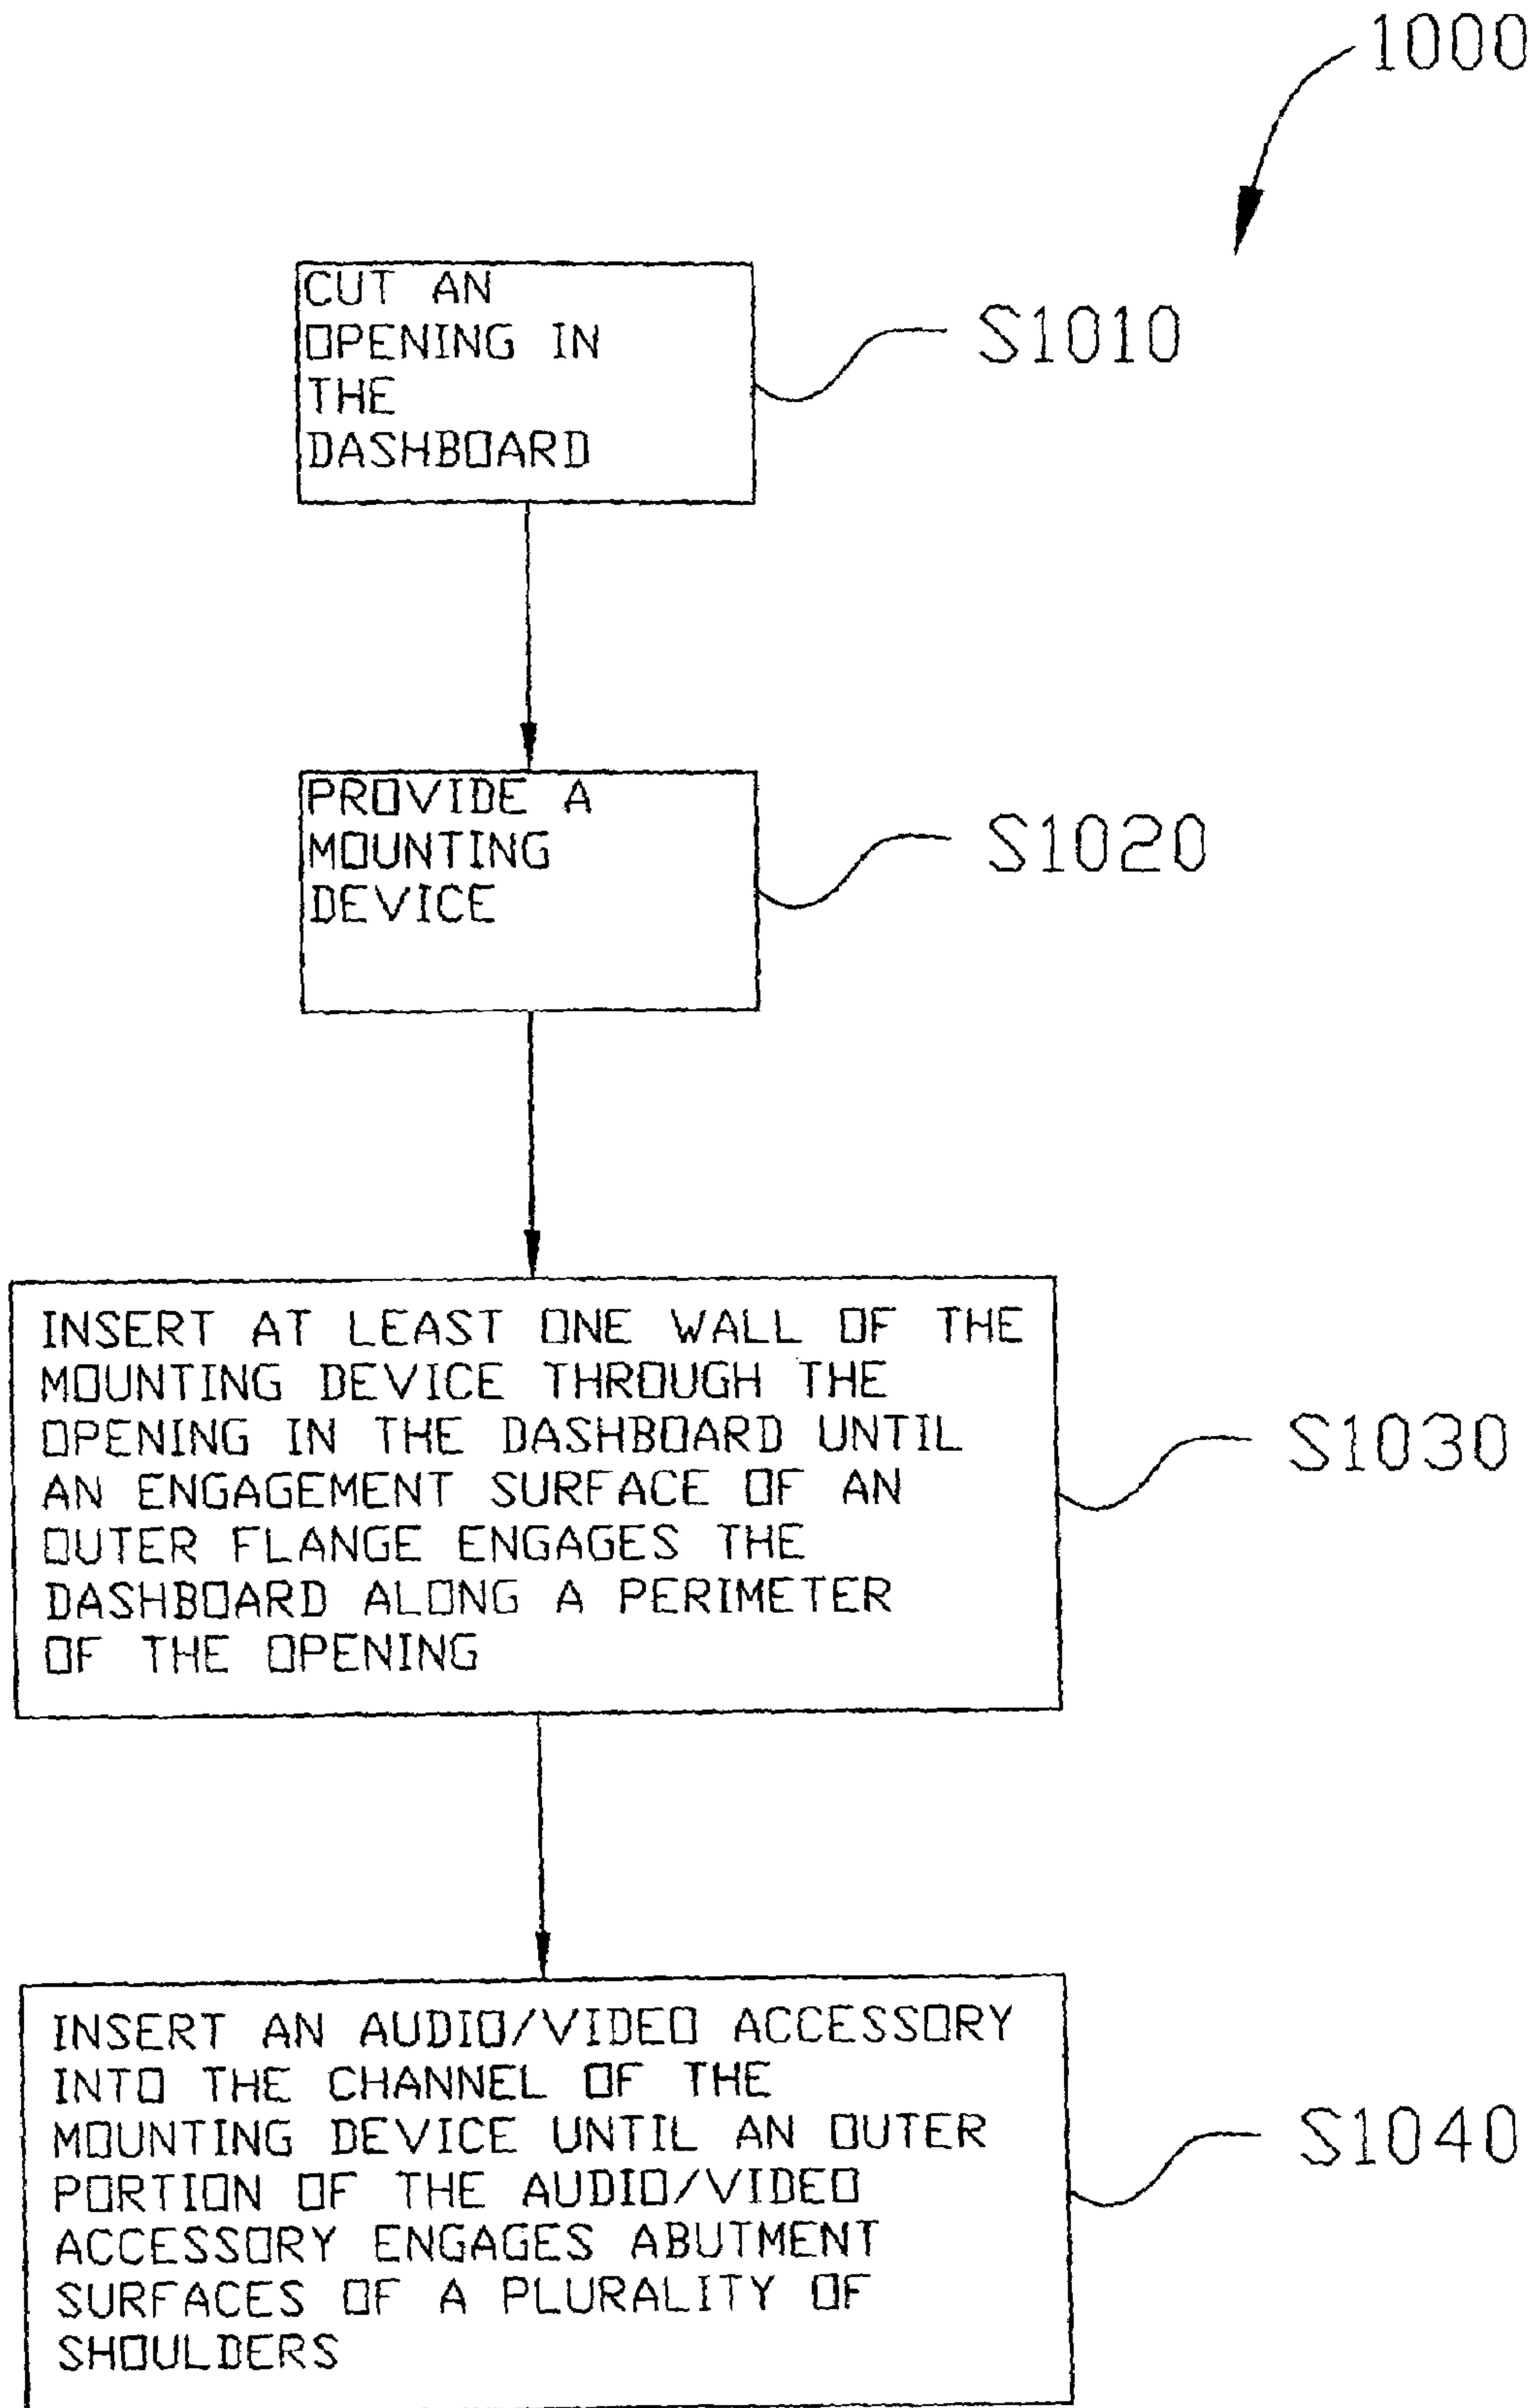 1000
CUT AN
OPENING IN
THE
DASHBOARD
S1010
PROVIDE A
MOUNTING
DEVICE
S1020
INSERT AT LEAST ONE WALL OF THE
MOUNTING DEVICE THROUGH THE
OPENING IN THE DASHBOARD UNTIL
AN ENGAGEMENT SURFACE OF AN
OUTER FLANGE ENGAGES THE
DASHBOARD ALONG A PERIMETER
OF THE OPENING
S1030
INSERT AN AUDIO/VIDEO ACCESSORY
INTO THE CHANNEL OF THE
MOUNTING DEVICE UNTIL AN OUTER
PORTION OF THE AUDIO/VIDEO
ACCESSORY ENGAGES ABUTMENT
SURFACES OF A PLURALITY OF
SHOULDERS
S1040